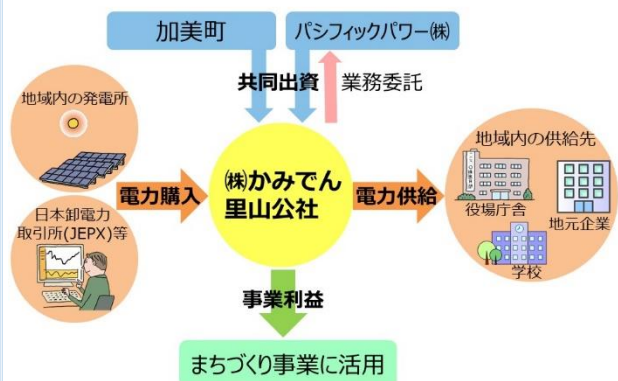 加美町
パシフィックパワー㈱
共同出資
業務委託
地域内の発電所
日本卸電力
取引所(JEPX)等
電力購入
㈱かみでん
里山公社
電力供給
地域内の供給先
役場庁舎
地元企業
学校
事業利益
まちづくり事業に活用